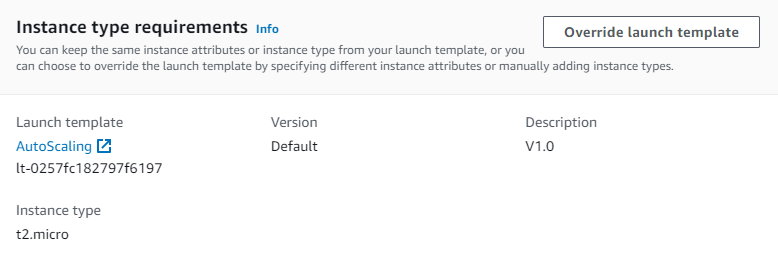 Instance type requirements Info
Override launch template
You can keep the same instance attributes or instance type from your launch template, or you
can choose to override the launch template by specifying different instance attributes or manually adding instance types.
Launch template
AutoScaling
lt-0257fc182797f6197
Version
Default
Description
V1.0
Instance type
t2.micro